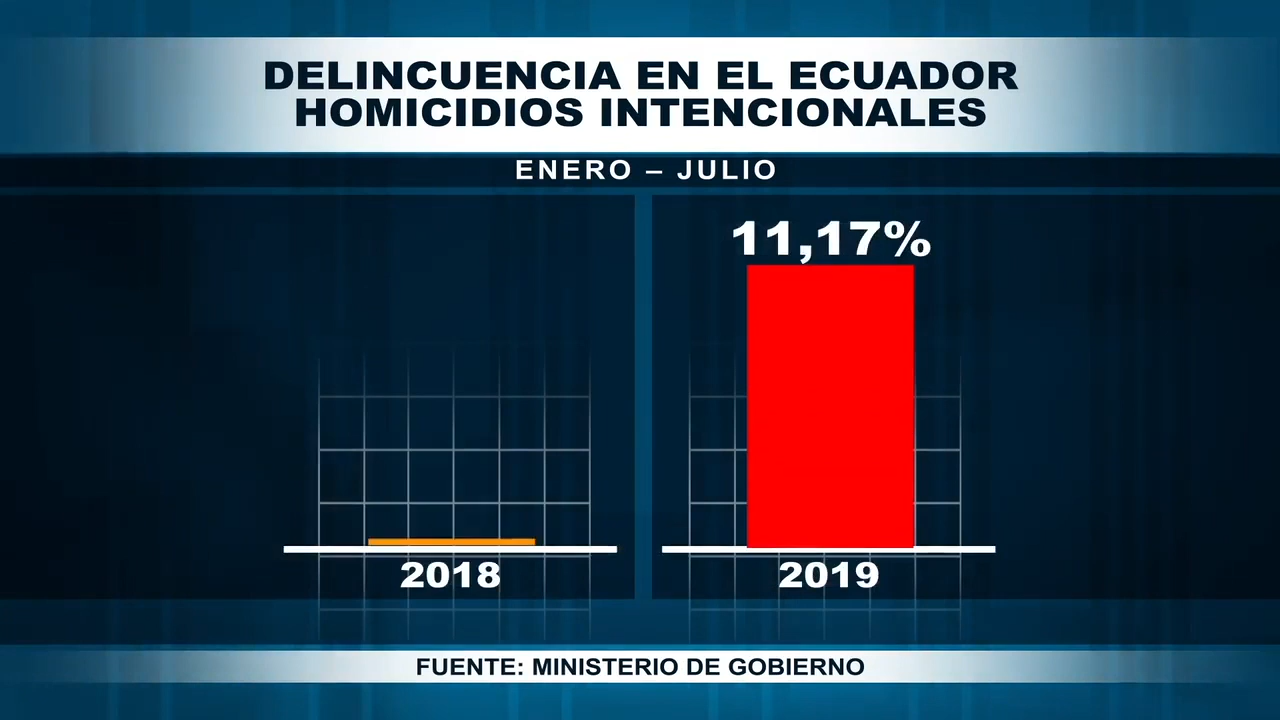 DELINCUENCIA EN EL ECUADOR
HOMICIDIOS INTENCIONALES
ENERO – JULIO
11,17%
2018
2019
FUENTE: MINISTERIO DE GOBIERNO